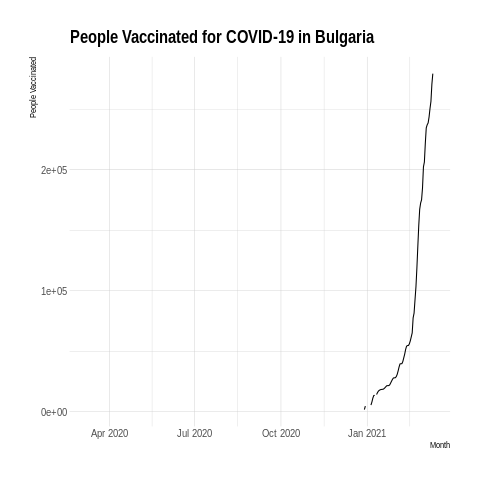 People Vaccinated for COVID-19 in Bulgaria
People Vaccinated
2e+05
1e+05
0e+00
Apr 2020 Jul 2020 Oct 2020 Jan 2021
Month